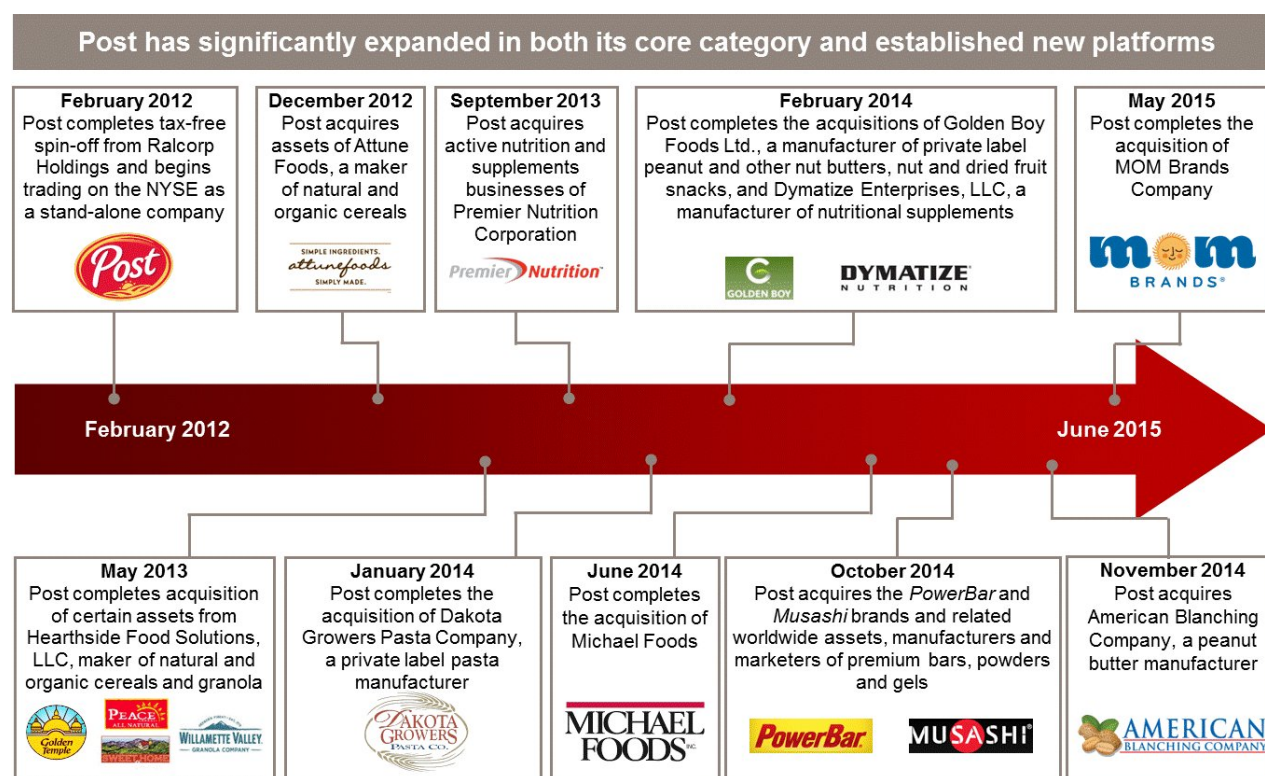 Post has significantly expanded in both its core category and established new platforms
February 2012
Post completes tax-free
spin-off from Ralcorp
Holdings and begins
trading on the NYSE as
a stand-alone company
Post
December 2012
Post acquires
assets of Attune
Foods, a maker
of natural and
organic cereals
SIMPLE INGREDIENTS.
attunefoods
SIMPLY MADE.
September 2013
Post acquires
active nutrition and
supplements
businesses of
Premier Nutrition
Corporation
Premier Nutrition
February 2014
Post completes the acquisitions of Golden Boy
Foods Ltd., a manufacturer of private label
peanut and other nut butters, nut and dried fruit
snacks, and Dymatize Enterprises, LLC, a
manufacturer of nutritional supplements
GOLDEN BOY
DYMATIZE
NUTRITION
May 2015
Post completes the
acquisition of
MOM Brands
Company
mom
BRANDS®
February 2012
June 2015
May 2013
Post completes acquisition
of certain assets from
Hearthside Food Solutions,
LLC, maker of natural and
organic cereals and granola
Golden
Temple
PEACE
ALL NATURAL
SWEET HOME
WILLAMETTE VALLEY
GRANOLA COMPANY
January 2014
Post completes the
acquisition of Dakota
Growers Pasta Company,
a private label pasta
manufacturer
DAKOTA
GROWERS
PASTA CO.
June 2014
Post completes
the acquisition of
Michael Foods
MICHAEL
FOODS INC.
October 2014
Post acquires the PowerBar and
Musashi brands and related
worldwide assets, manufacturers and
marketers of premium bars, powders
and gels
PowerBar
MUSASHI®
November 2014
Post acquires
American Blanching
Company, a peanut
butter manufacturer
AMERICAN
BLANCHING COMPANY